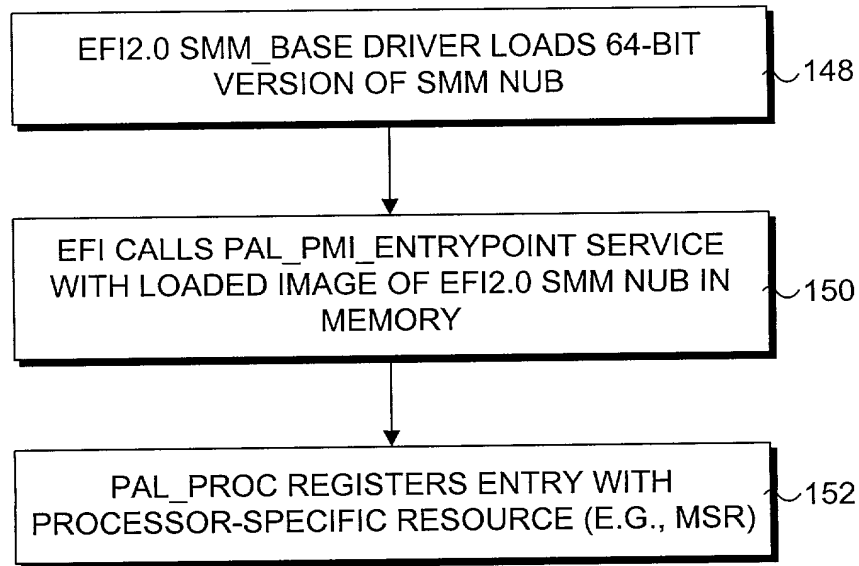 EFI2.0 SMM_BASE DRIVER LOADS 64-BIT
VERSION OF SMM NUB
148
EFI CALLS PAL_PMI_ENTRYPOINT SERVICE
WITH LOADED IMAGE OF EFI2.0 SMM NUB IN
MEMORY
150
PAL_PROC REGISTERS ENTRY WITH
PROCESSOR-SPECIFIC RESOURCE (E.G., MSR)
152